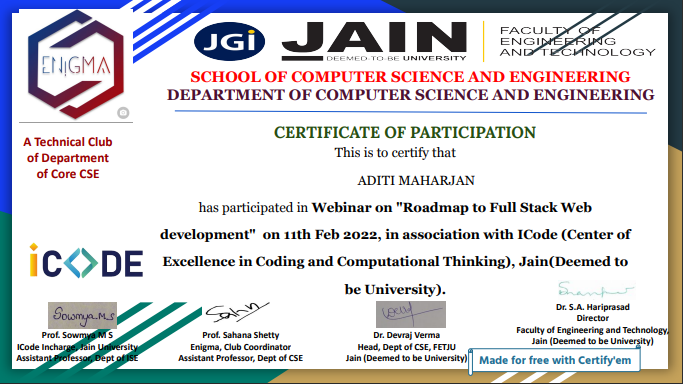 ENIGMA
JGi
JAIN
DEEMED-TO-BE UNIVERSITY
FACULTY OF
ENGINEERING
AND TECHNOLOGY
SCHOOL OF COMPUTER SCIENCE AND ENGINEERING
DEPARTMENT OF COMPUTER SCIENCE AND ENGINEERING
A Technical Club
of Department
of Core CSE
CERTIFICATE OF PARTICIPATION
This is to certify that
ADITI MAHARJAN
has participated in Webinar on "Roadmap to Full Stack Web
development" on 11th Feb 2022, in association with ICode (Center of
Excellence in Coding and Computational Thinking), Jain(Deemed to
be University).
iCODE
Sowmya.M.S
Prof. Sowmya M S
ICode Incharge, Jain University
Assistant Professor, Dept of ISE
Prof. Sahana Shetty
Enigma, Club Coordinator
Assistant Professor, Dept of CSE
Dr. Devraj Verma
Head, Dept of CSE, FETJU
Jain (Deemed to be University)
Dr. S.A. Hariprasad
Director
Faculty of Engineering and Technology,
Jain (Deemed to be University)
Made for free with Certify'em